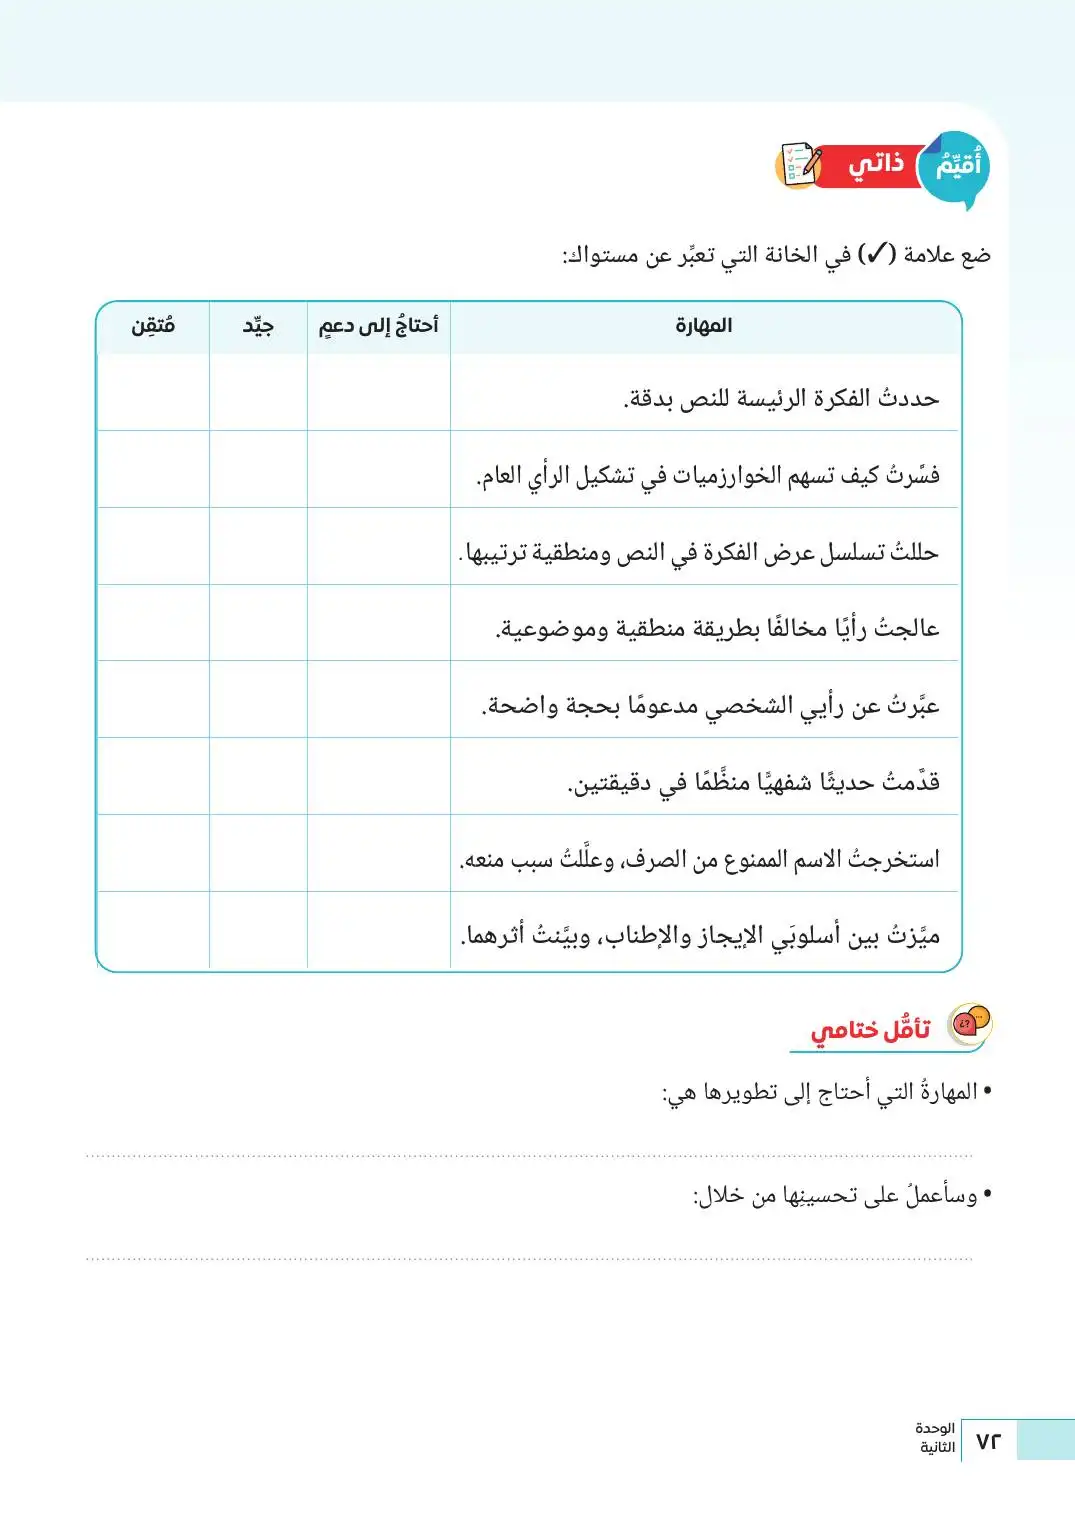 أُقيِّمُ ذاتي
ضع علامة (✓) في الخانة التي تعبِّر عن مستواك:
المهارة أحتاجُ إلى دعمٍ جيِّد مُتقِن
حددتُ الفكرة الرئيسة للنص بدقة.
فسَّرتُ كيف تسهم الخوارزميات في تشكيل الرأي العام.
حللتُ تسلسل عرض الفكرة في النص ومنطقية ترتيبها.
عالجتُ رأيًا مخالفًا بطريقة منطقية وموضوعية.
عبَّرتُ عن رأيي الشخصي مدعومًا بحجة واضحة.
قدَّمتُ حديثًا شفهيًّا منظَّمًا في دقيقتين.
استخرجتُ الاسم الممنوع من الصرف، وعلَّلتُ سبب منعه.
ميَّزتُ بين أسلوبَي الإيجاز والإطناب، وبيَّنتُ أثرهما.
تأمُّل ختامي
• المهارةُ التي أحتاج إلى تطويرها هي:
• وسأعملُ على تحسينِها من خلال:
٧٢
الوحدة
الثانية